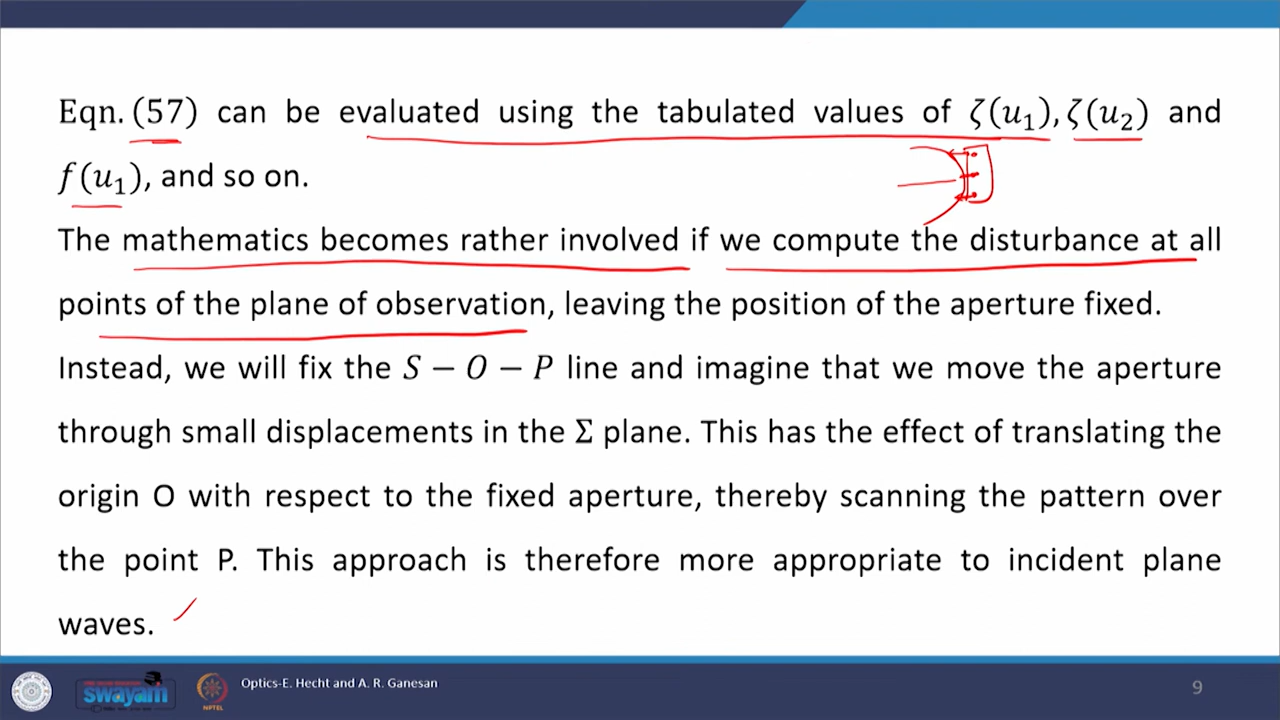 Eqn. (57) can be evaluated using the tabulated values of ζ(u₁), ζ(u₂) and
f(u₁), and so on.
The mathematics becomes rather involved if we compute the disturbance at all
points of the plane of observation, leaving the position of the aperture fixed.
Instead, we will fix the S − O − P line and imagine that we move the aperture
through small displacements in the Σ plane. This has the effect of translating the
origin O with respect to the fixed aperture, thereby scanning the pattern over
the point P. This approach is therefore more appropriate to incident plane
waves.
swayam
NPTEL
Optics-E. Hecht and A. R. Ganesan
9